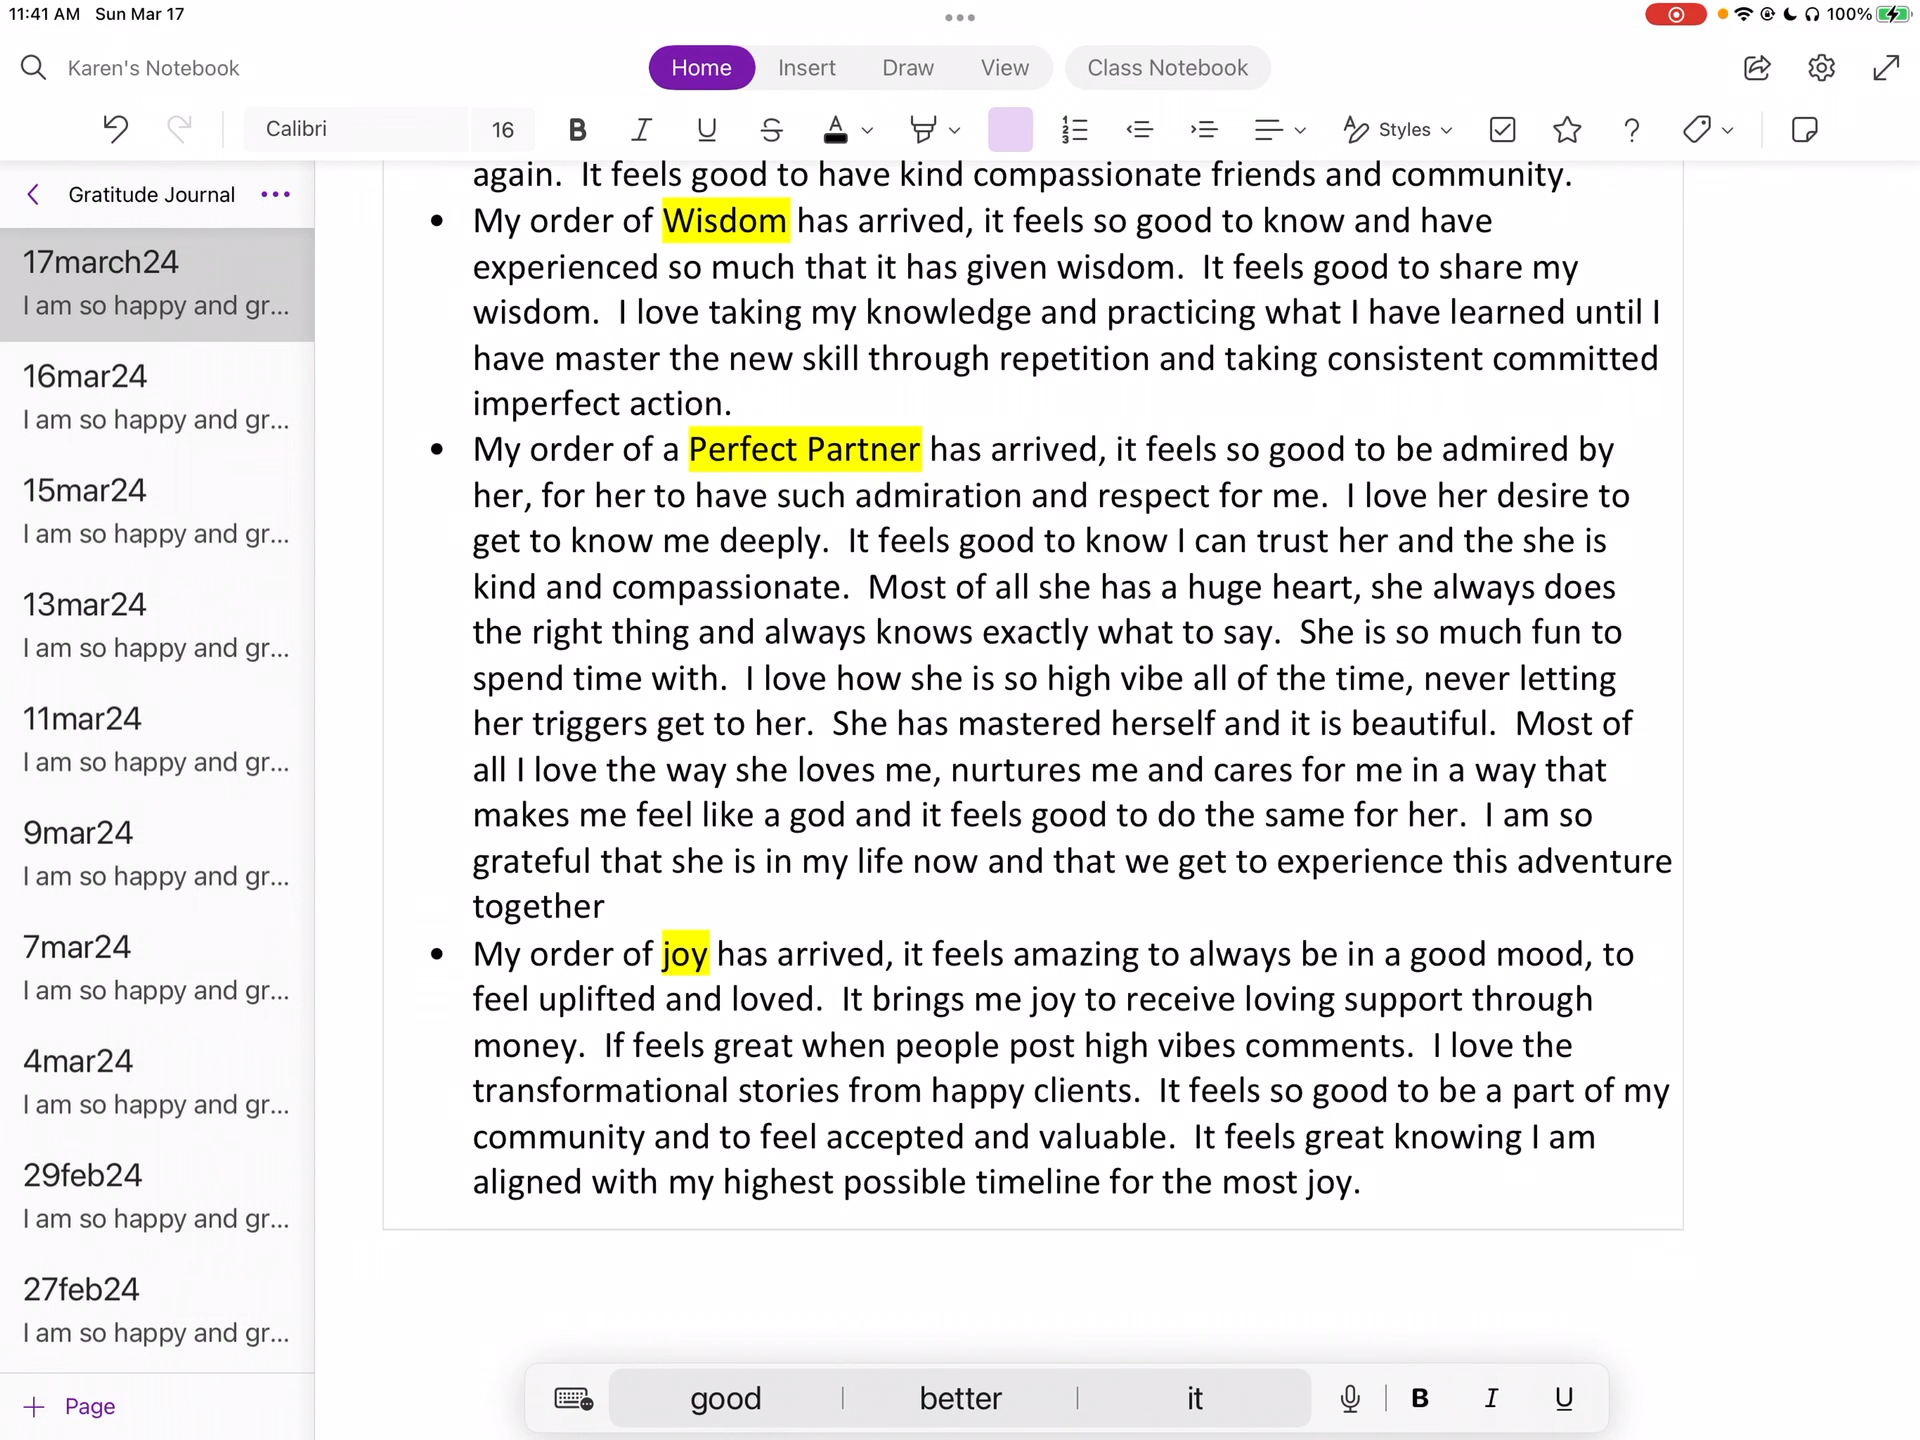 11:41 AM Sun Mar 17
100%
Karen's Notebook
Home
Insert
Draw
View
Class Notebook
Calibri
16
Styles
Gratitude Journal
17march24
I am so happy and gr...
16mar24
I am so happy and gr...
15mar24
I am so happy and gr...
13mar24
I am so happy and gr...
11mar24
I am so happy and gr...
9mar24
I am so happy and gr...
7mar24
I am so happy and gr...
4mar24
I am so happy and gr...
29feb24
I am so happy and gr...
27feb24
I am so happy and gr...
+ Page
again.  It feels good to have kind compassionate friends and community.
• My order of Wisdom has arrived, it feels so good to know and have
experienced so much that it has given wisdom.  It feels good to share my
wisdom.  I love taking my knowledge and practicing what I have learned until I
have master the new skill through repetition and taking consistent committed
imperfect action.
• My order of a Perfect Partner has arrived, it feels so good to be admired by
her, for her to have such admiration and respect for me.  I love her desire to
get to know me deeply.  It feels good to know I can trust her and the she is
kind and compassionate.  Most of all she has a huge heart, she always does
the right thing and always knows exactly what to say.  She is so much fun to
spend time with.  I love how she is so high vibe all of the time, never letting
her triggers get to her.  She has mastered herself and it is beautiful.  Most of
all I love the way she loves me, nurtures me and cares for me in a way that
makes me feel like a god and it feels good to do the same for her.  I am so
grateful that she is in my life now and that we get to experience this adventure
together
• My order of joy has arrived, it feels amazing to always be in a good mood, to
feel uplifted and loved.  It brings me joy to receive loving support through
money.  If feels great when people post high vibes comments.  I love the
transformational stories from happy clients.  It feels so good to be a part of my
community and to feel accepted and valuable.  It feels great knowing I am
aligned with my highest possible timeline for the most joy.
good
better
it
B I U